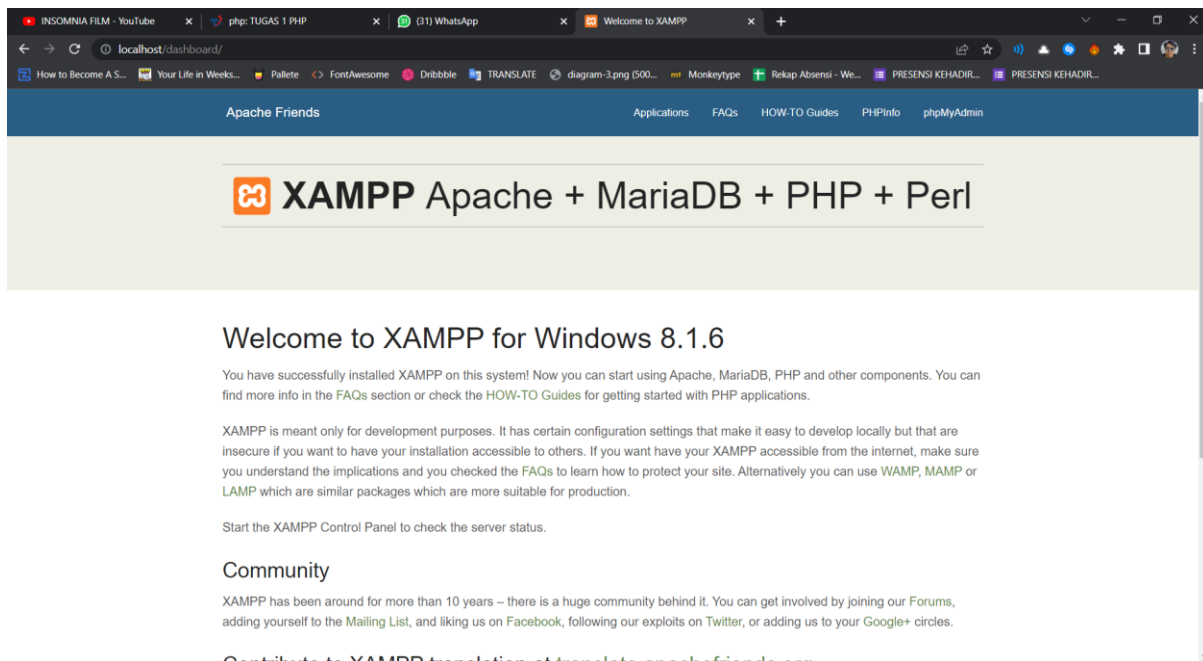 INSOMNIA FILM - YouTube
php: TUGAS 1 PHP
(31) WhatsApp
Welcome to XAMPP
localhost/dashboard/
How to Become A S...
Your Life in Weeks...
Pallete
FontAwesome
Dribbble
TRANSLATE
diagram-3.png (500...
mt Monkeytype
Rekap Absensi - We...
PRESENSI KEHADIR...
PRESENSI KEHADIR...
Apache Friends
Applications
FAQs
HOW-TO Guides
PHPInfo
phpMyAdmin
XAMPP Apache + MariaDB + PHP + Perl
Welcome to XAMPP for Windows 8.1.6
You have successfully installed XAMPP on this system! Now you can start using Apache, MariaDB, PHP and other components. You can
find more info in the FAQs section or check the HOW-TO Guides for getting started with PHP applications.
XAMPP is meant only for development purposes. It has certain configuration settings that make it easy to develop locally but that are
insecure if you want to have your installation accessible to others. If you want have your XAMPP accessible from the internet, make sure
you understand the implications and you checked the FAQs to learn how to protect your site. Alternatively you can use WAMP, MAMP or
LAMP which are similar packages which are more suitable for production.
Start the XAMPP Control Panel to check the server status.
Community
XAMPP has been around for more than 10 years – there is a huge community behind it. You can get involved by joining our Forums,
adding yourself to the Mailing List, and liking us on Facebook, following our exploits on Twitter, or adding us to your Google+ circles.
Contribute to XAMPP translation at translate.apachefriends.org